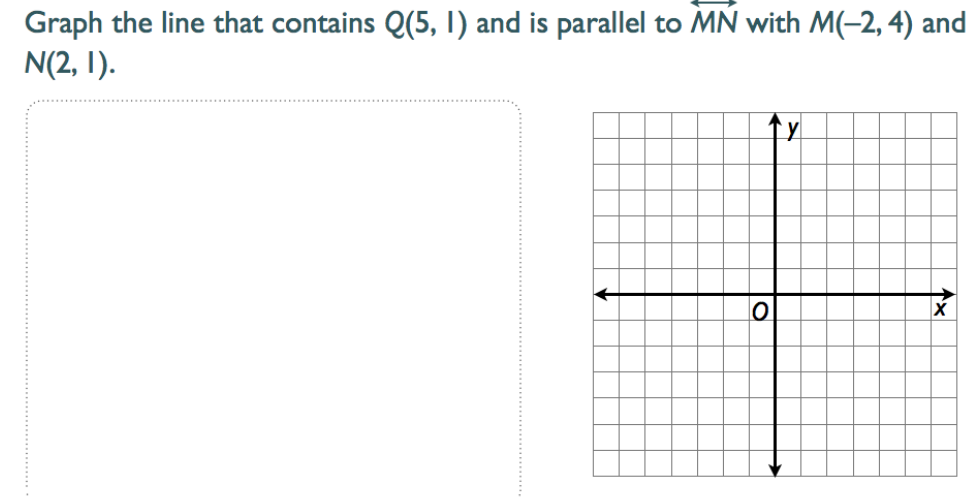 Graph the line that contains Q(5, 1) and is parallel to MN with M(–2, 4) and
N(2, 1).
y
O
x